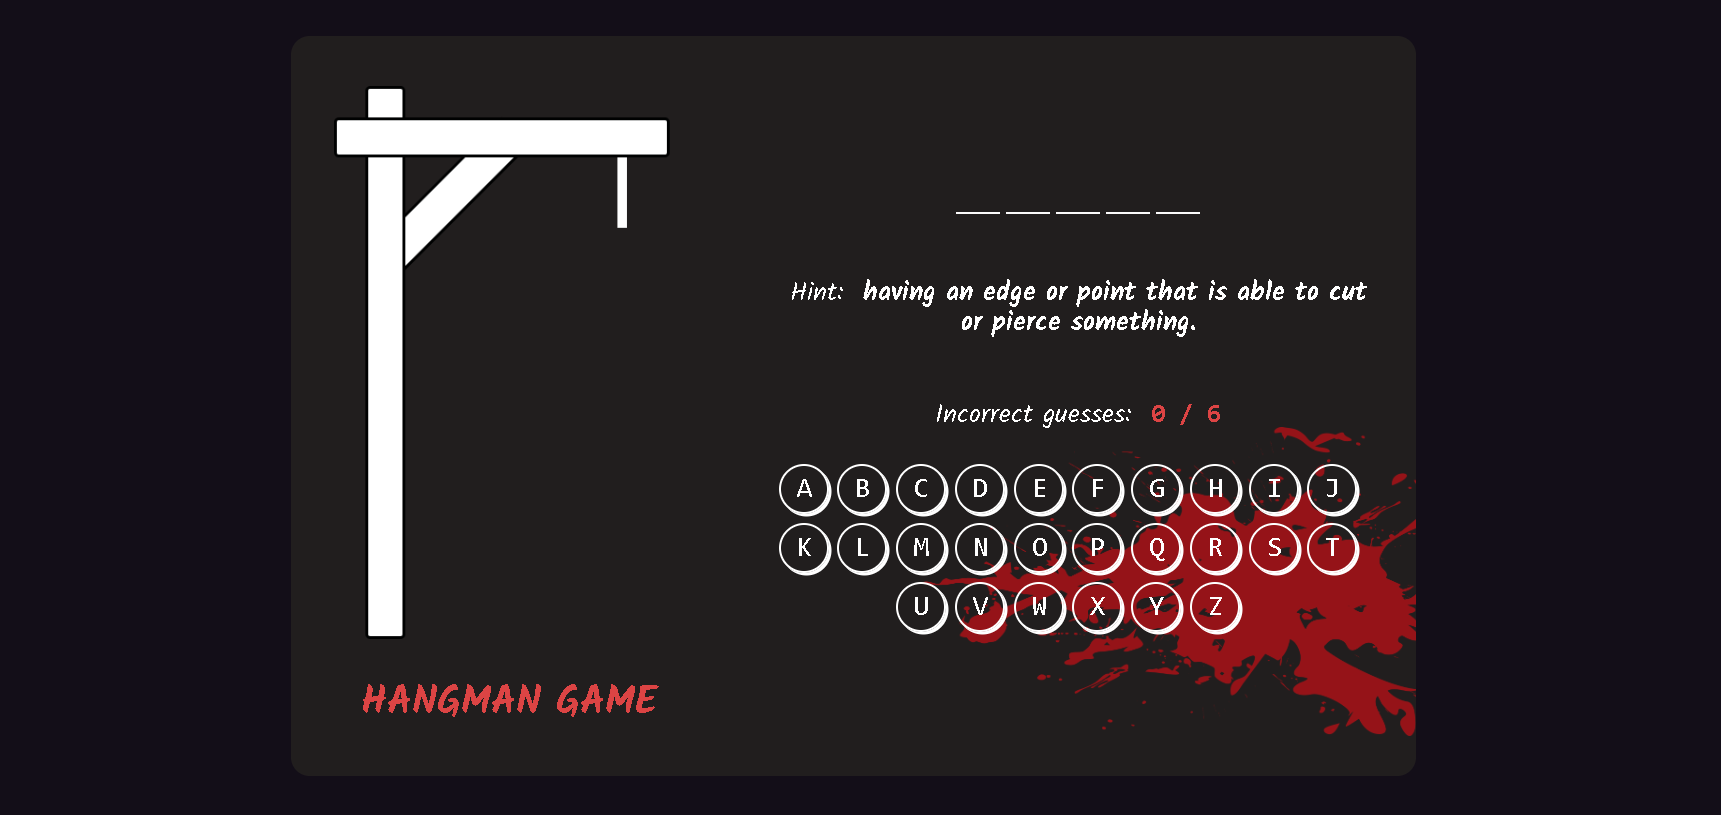 Hint: having an edge or point that is able to cut
or pierce something.
Incorrect guesses: 0 / 6
A B C D E F G H I J
K L M N O P Q R S T
U V W X Y Z
HANGMAN GAME